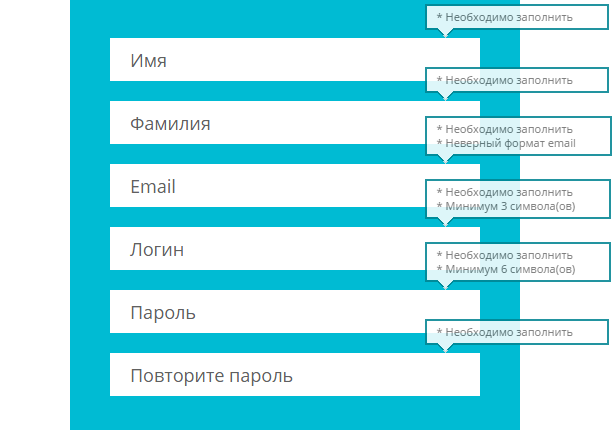 * Необходимо заполнить
Имя
* Необходимо заполнить
Фамилия
* Необходимо заполнить
* Неверный формат email
Email
* Необходимо заполнить
* Минимум 3 символа(ов)
Логин
* Необходимо заполнить
* Минимум 6 символа(ов)
Пароль
* Необходимо заполнить
Повторите пароль